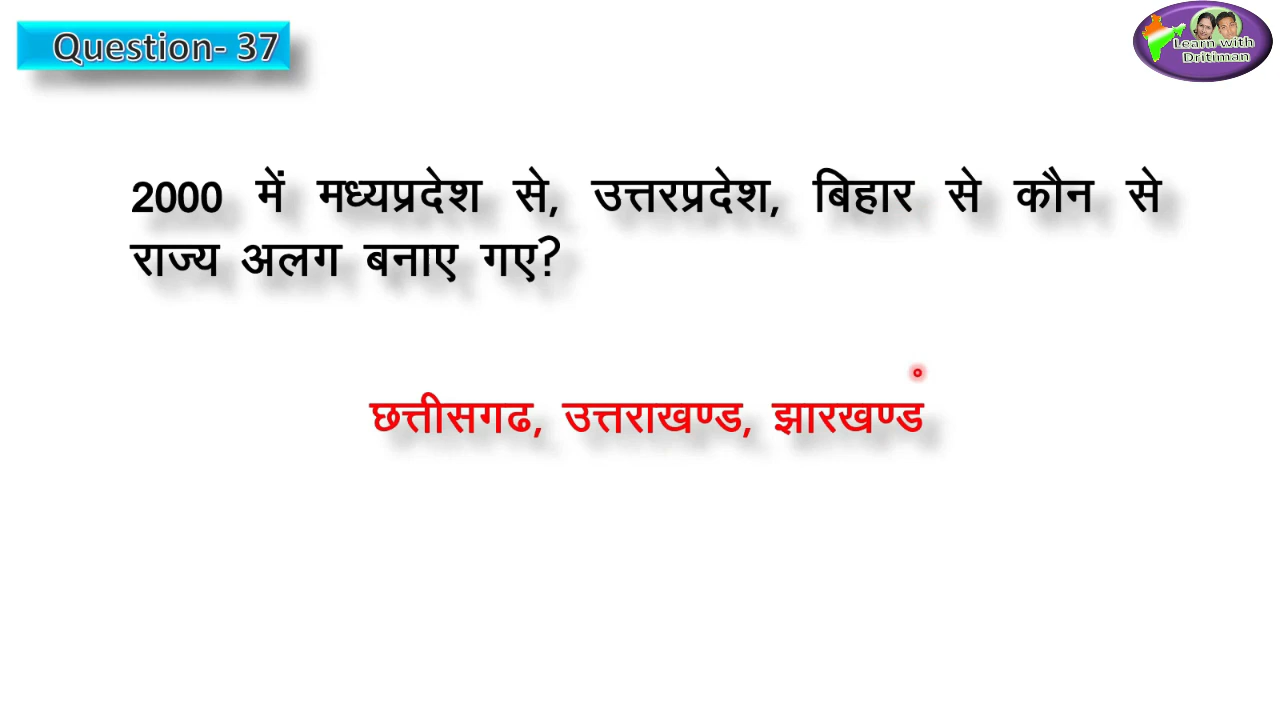 Question- 37
Learn with
Dritiman
2000 में मध्यप्रदेश से, उत्तरप्रदेश, बिहार से कौन से
राज्य अलग बनाए गए?
छत्तीसगढ, उत्तराखण्ड, झारखण्ड